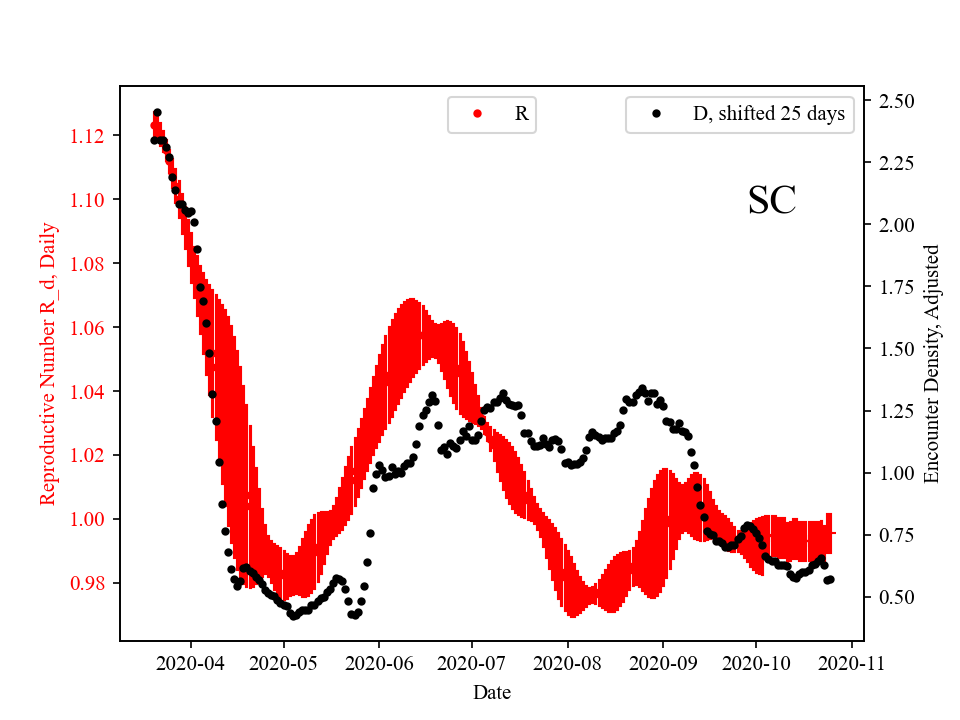 R
D, shifted 25 days
SC
Reproductive Number R_d, Daily
1.12
1.10
1.08
1.06
1.04
1.02
1.00
0.98
2.50
2.25
2.00
1.75
1.50
1.25
1.00
0.75
0.50
Encounter Density, Adjusted
2020-04 2020-05 2020-06 2020-07 2020-08 2020-09 2020-10 2020-11
Date